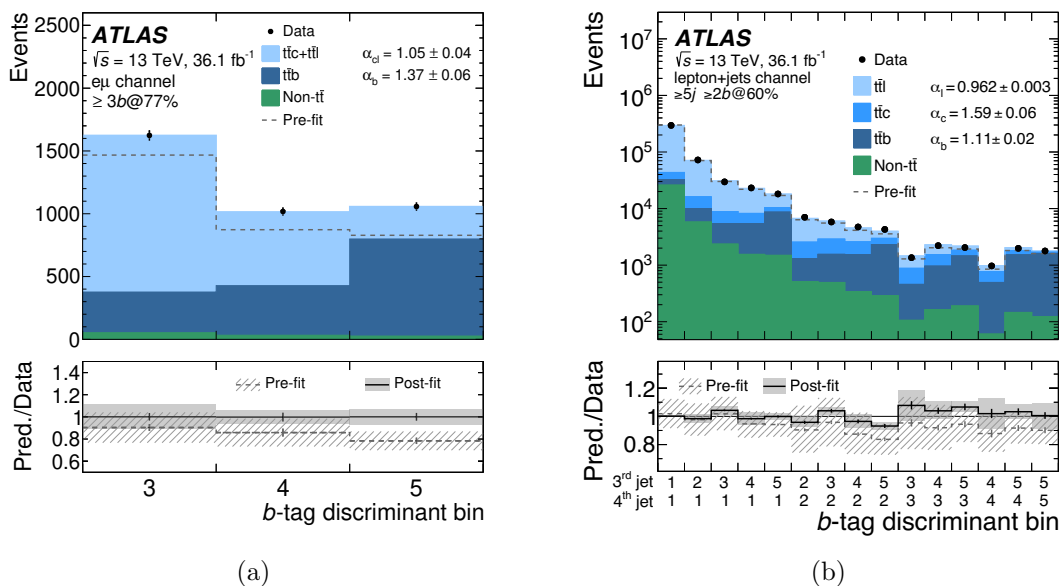 Events
2500
2000
1500
1000
500
0
ATLAS
√s = 13 TeV, 36.1 fb⁻¹
eμ channel
≥ 3b@77%
Data
tt̄c+tt̄l
tt̄b
Non-tt̄
Pre-fit
α_cl = 1.05 ± 0.04
α_b = 1.37 ± 0.06
Pred./Data
1.4
1.2
1
0.8
0.6
Pre-fit
Post-fit
3 4 5
b-tag discriminant bin
(a)
Events
10⁷
10⁶
10⁵
10⁴
10³
10²
ATLAS
√s = 13 TeV, 36.1 fb⁻¹
lepton+jets channel
≥5j ≥2b@60%
Data
tt̄l
tt̄c
tt̄b
Non-tt̄
Pre-fit
α_l = 0.962 ± 0.003
α_c = 1.59 ± 0.06
α_b = 1.11 ± 0.02
Pred./Data
1.2
1
0.8
Pre-fit
Post-fit
3ʳᵈ jet 1 2 3 4 5 2 3 4 5 3 4 5 4 5 5
4ᵗʰ jet 1 1 1 1 1 2 2 2 2 3 3 3 4 4 5
b-tag discriminant bin
(b)